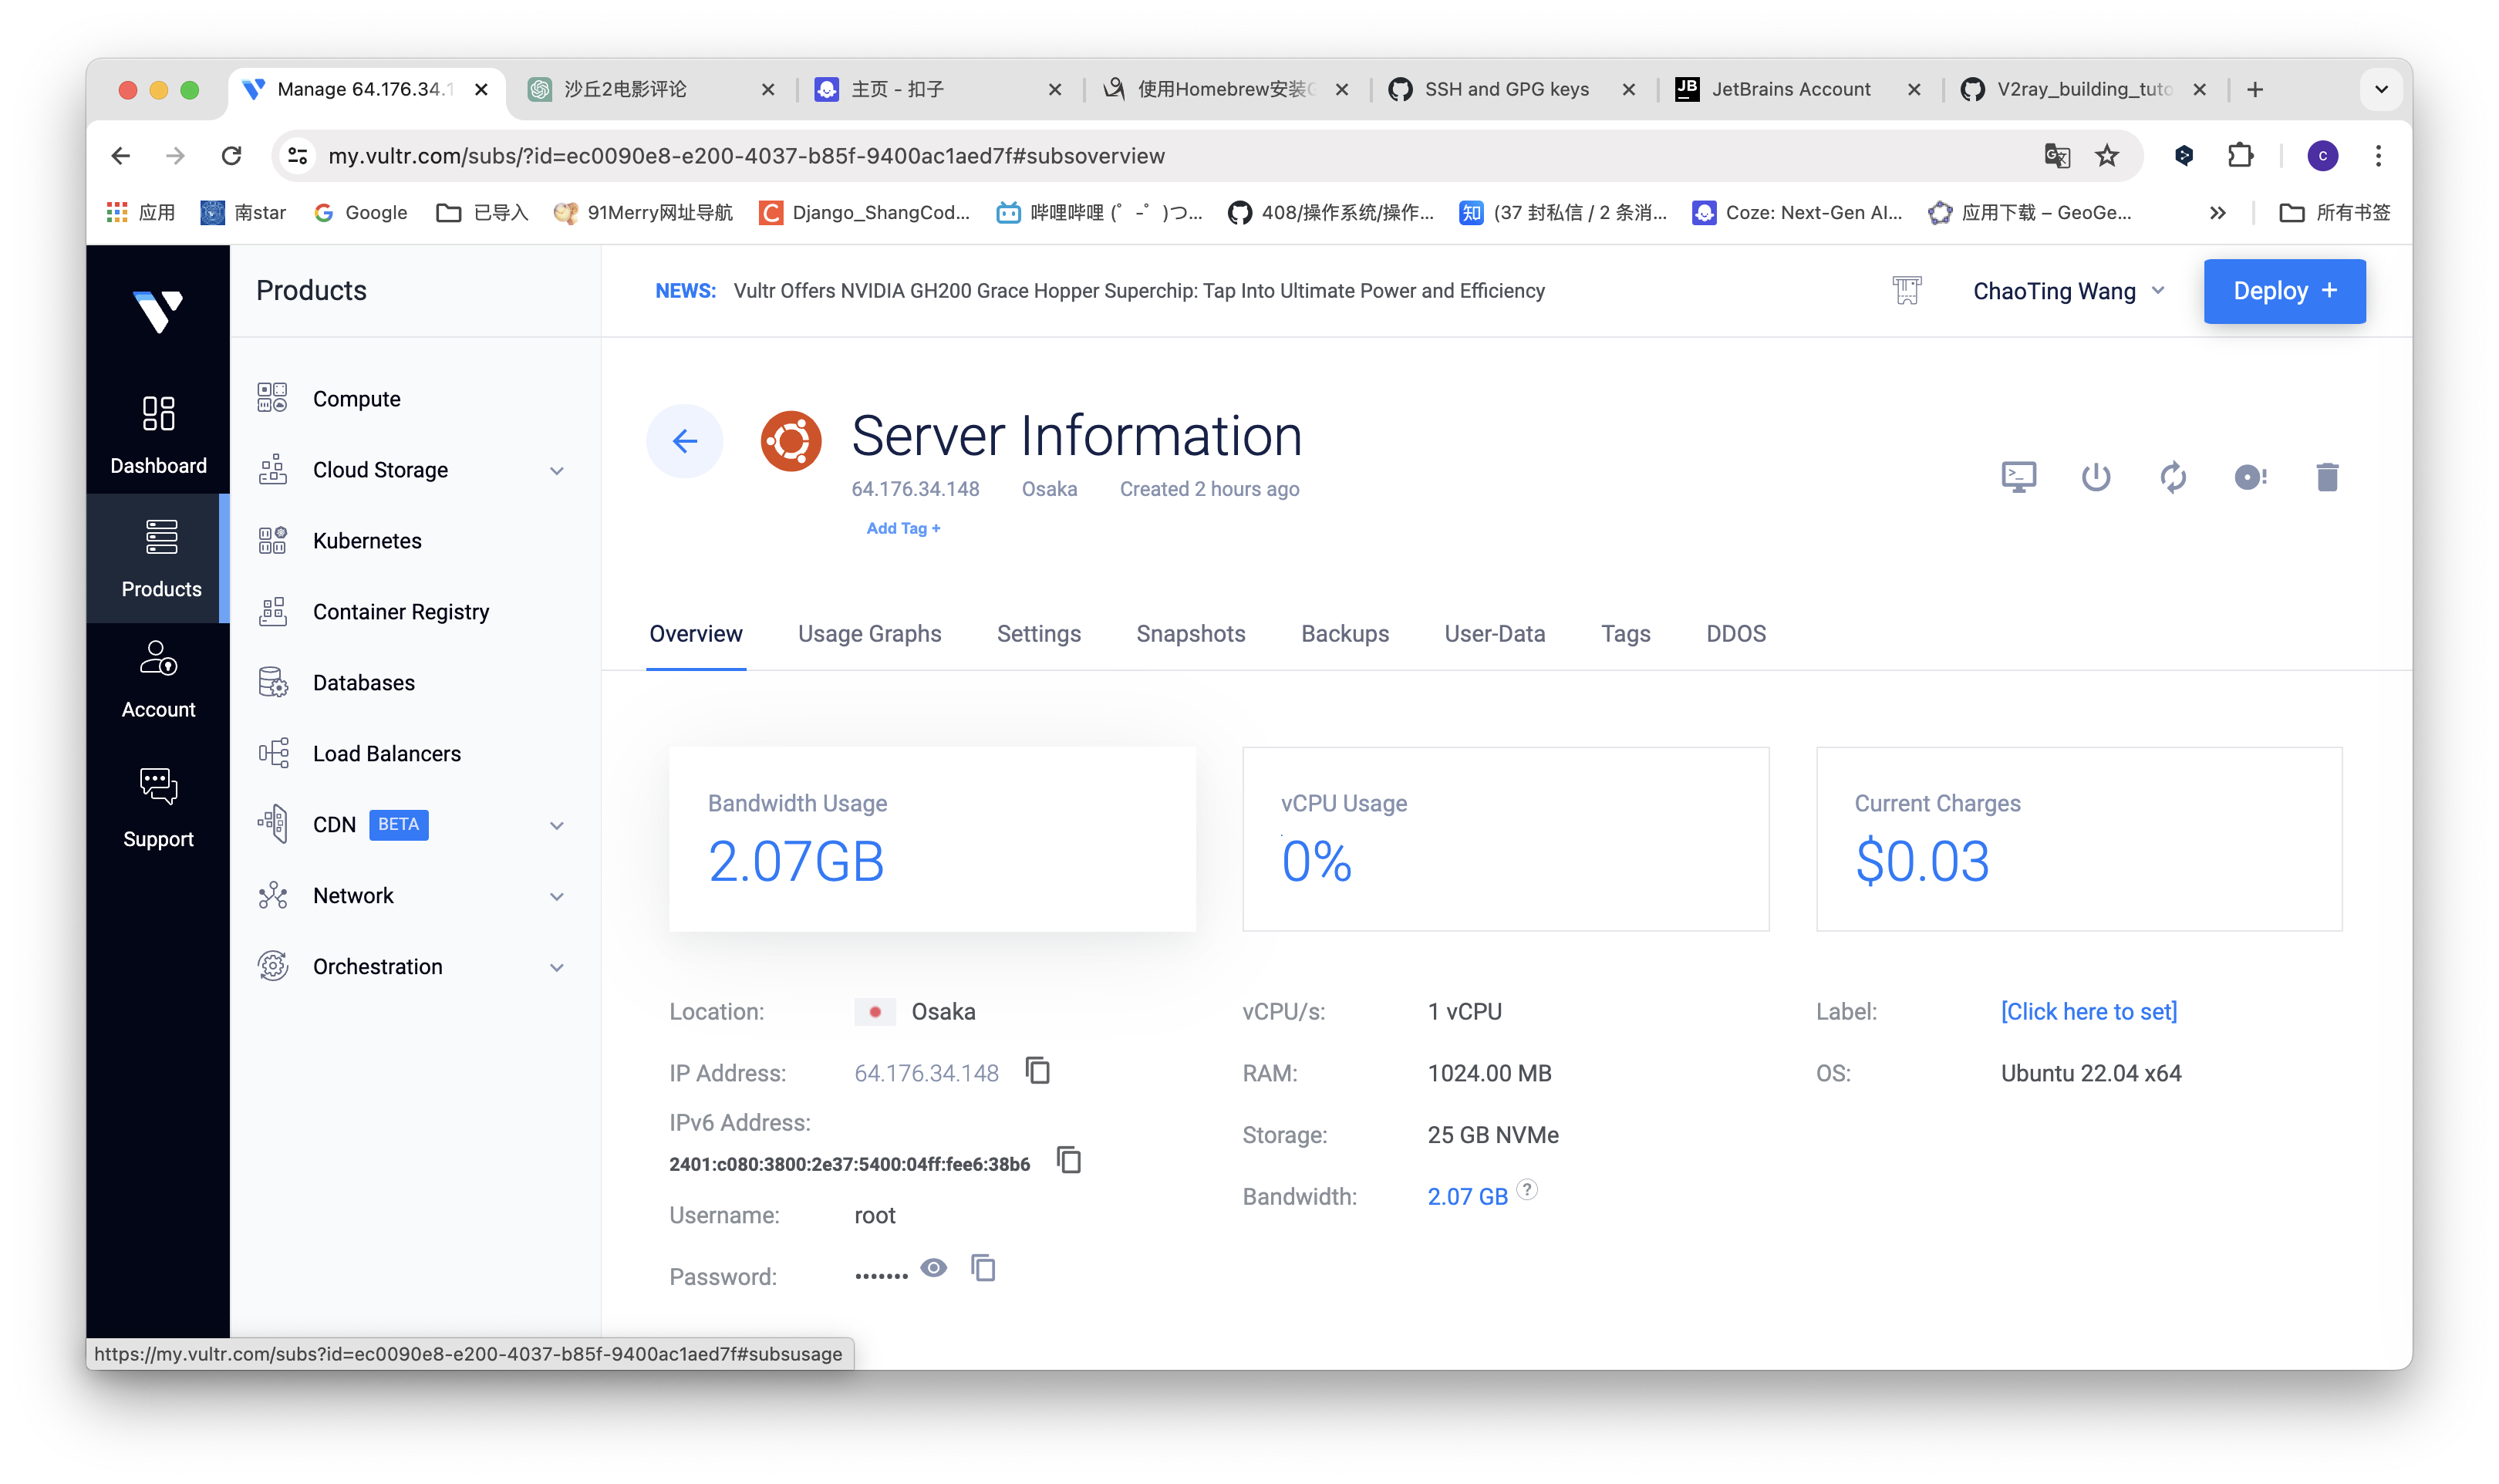 Manage 64.176.34.1
沙丘2电影评论
主页 - 扣子
使用Homebrew安装
SSH and GPG keys
JB JetBrains Account
V2ray_building_tuto
my.vultr.com/subs/?id=ec0090e8-e200-4037-b85f-9400ac1aed7f#subsoverview
C
应用
南star
Google
已导入
91Merry网址导航
Django_ShangCod...
哔哩哔哩 (゜-゜)つ...
408/操作系统/操作...
知 (37 封私信 / 2 条消...
Coze: Next-Gen AI...
应用下载 – GeoGe...
所有书签
Products
NEWS: Vultr Offers NVIDIA GH200 Grace Hopper Superchip: Tap Into Ultimate Power and Efficiency
ChaoTing Wang
Deploy +
Dashboard
Products
Account
Support
Compute
Cloud Storage
Kubernetes
Container Registry
Databases
Load Balancers
CDN BETA
Network
Orchestration
Server Information
64.176.34.148 Osaka Created 2 hours ago
Add Tag +
Overview Usage Graphs Settings Snapshots Backups User-Data Tags DDOS
Bandwidth Usage
2.07GB
vCPU Usage
0%
Current Charges
$0.03
Location: Osaka
IP Address: 64.176.34.148
IPv6 Address:
2401:c080:3800:2e37:5400:04ff:fee6:38b6
Username: root
Password: •••••••
vCPU/s: 1 vCPU
RAM: 1024.00 MB
Storage: 25 GB NVMe
Bandwidth: 2.07 GB ?
Label: [Click here to set]
OS: Ubuntu 22.04 x64
https://my.vultr.com/subs?id=ec0090e8-e200-4037-b85f-9400ac1aed7f#subsusage